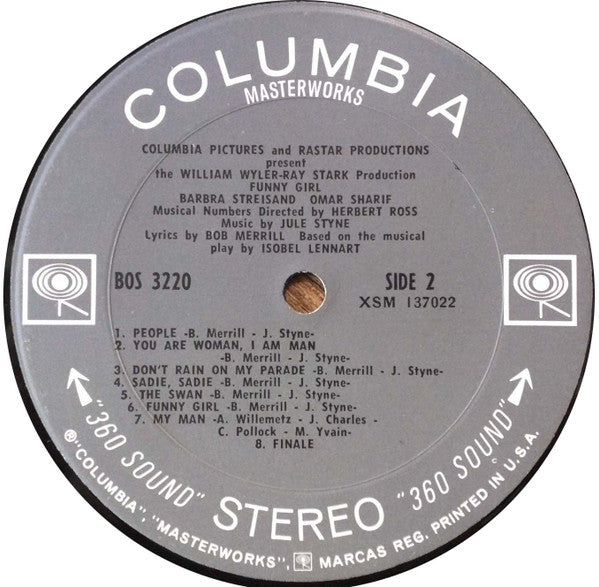 COLUMBIA
MASTERWORKS
COLUMBIA PICTURES and RASTAR PRODUCTIONS
present
the WILLIAM WYLER-RAY STARK Production
FUNNY GIRL
BARBRA STREISAND OMAR SHARIF
Musical Numbers Directed by HERBERT ROSS
Music by JULE STYNE
Lyrics by BOB MERRILL Based on the musical
play by ISOBEL LENNART
BOS 3220
SIDE 2
XSM 137022
1. PEOPLE -B. Merrill - J. Styne-
2. YOU ARE WOMAN, I AM MAN
-B. Merrill - J. Styne-
3. DON'T RAIN ON MY PARADE -B. Merrill - J. Styne-
4. SADIE, SADIE -B. Merrill - J. Styne-
5. THE SWAN -B. Merrill - J. Styne-
6. FUNNY GIRL -B. Merrill - J. Styne-
7. MY MAN -A. Willemetz - J. Charles -
C. Pollock - M. Yvain-
8. FINALE
"360 SOUND" STEREO "360 SOUND"
® "COLUMBIA", "MASTERWORKS", MARCAS REG. PRINTED IN U.S.A.